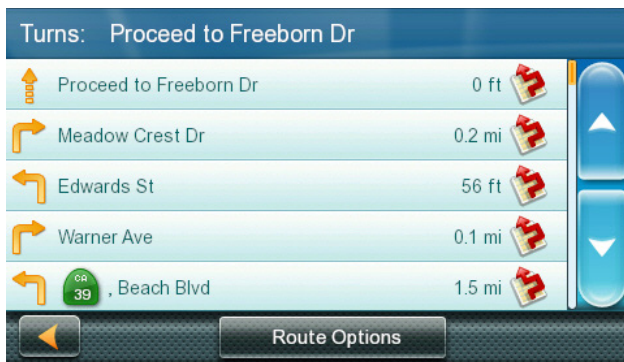 Turns: Proceed to Freeborn Dr
Proceed to Freeborn Dr 0 ft
Meadow Crest Dr 0.2 mi
Edwards St 56 ft
Warner Ave 0.1 mi
CA 39 , Beach Blvd 1.5 mi
Route Options